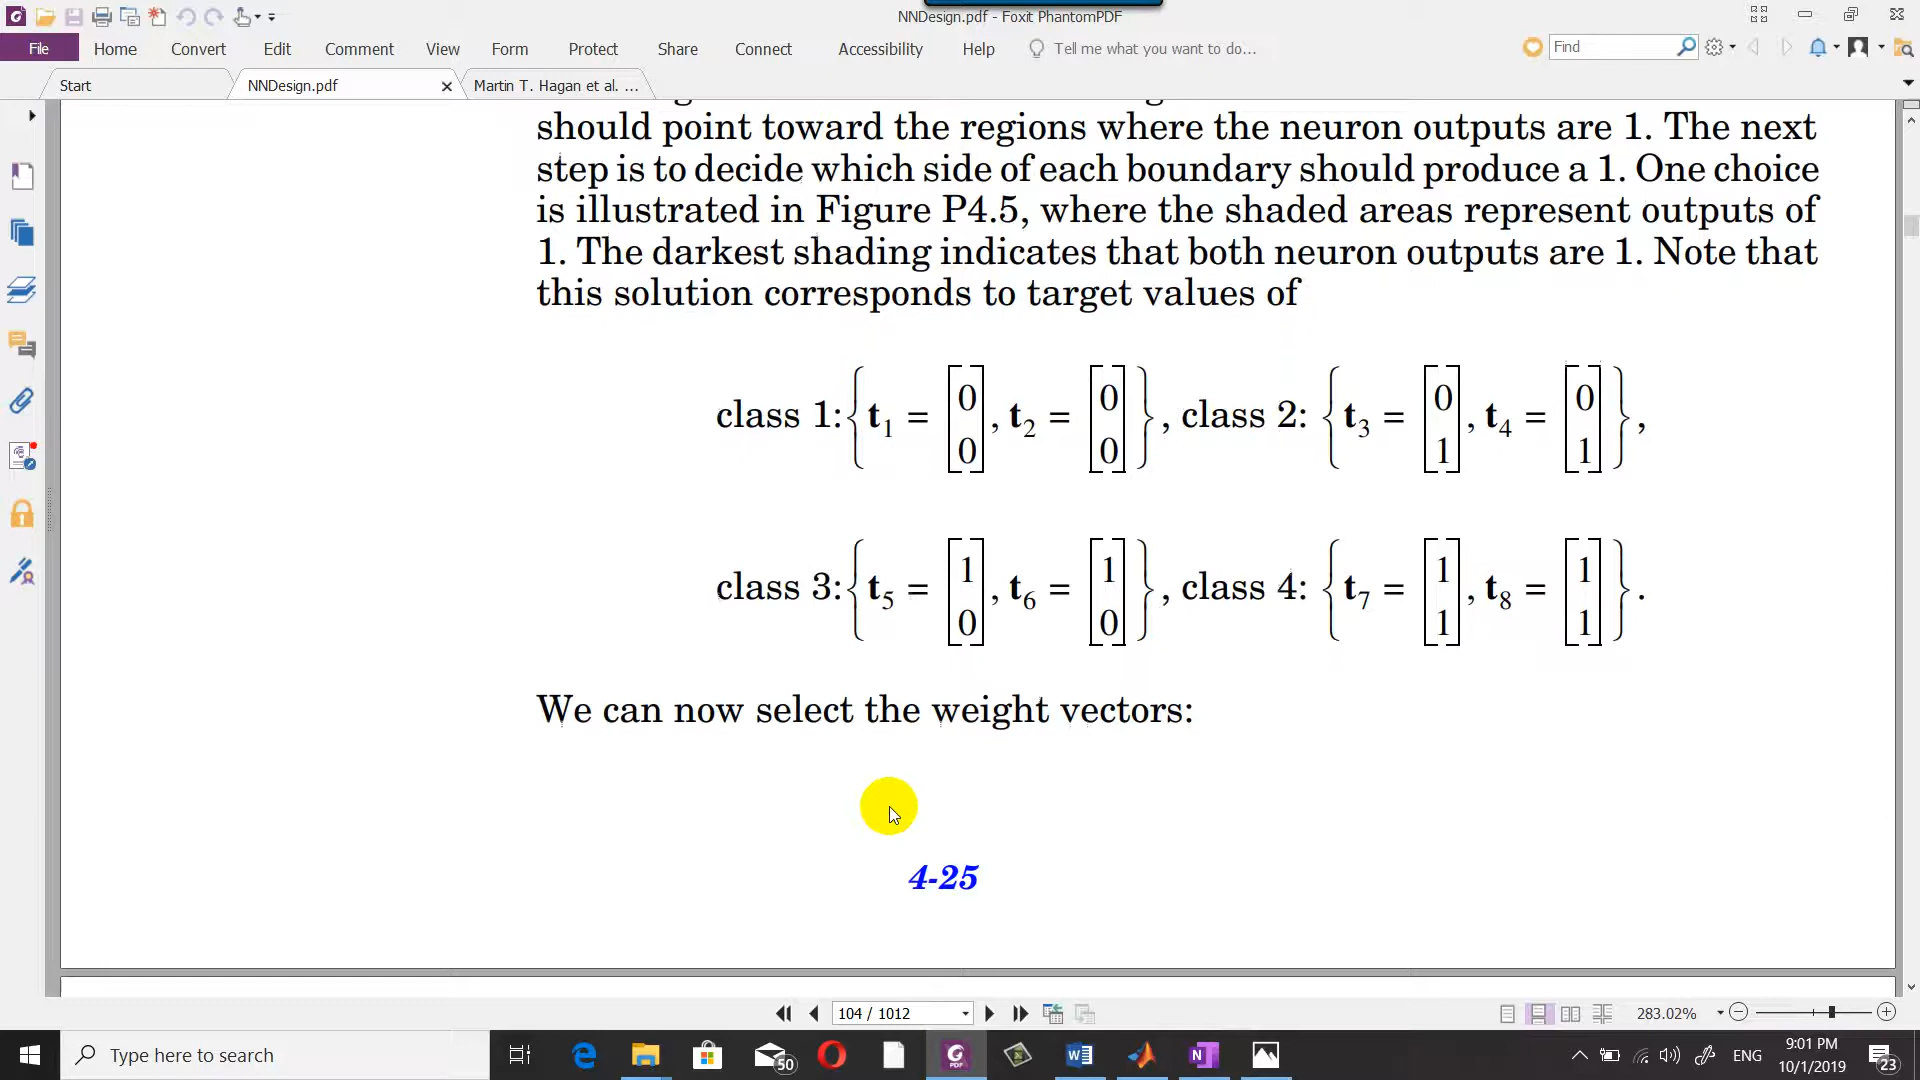 NNDesign.pdf - Foxit PhantomPDF
File Home Convert Edit Comment View Form Protect Share Connect Accessibility Help Tell me what you want to do... Find
Start NNDesign.pdf Martin T. Hagan et al. ...
should point toward the regions where the neuron outputs are 1. The next
step is to decide which side of each boundary should produce a 1. One choice
is illustrated in Figure P4.5, where the shaded areas represent outputs of
1. The darkest shading indicates that both neuron outputs are 1. Note that
this solution corresponds to target values of
class 1: { t1 = [0 0], t2 = [0 0] }, class 2: { t3 = [0 1], t4 = [0 1] },
class 3: { t5 = [1 0], t6 = [1 0] }, class 4: { t7 = [1 1], t8 = [1 1] }.
We can now select the weight vectors:
4-25
104 / 1012 283.02%
Type here to search 50 ENG 9:01 PM
10/1/2019 23